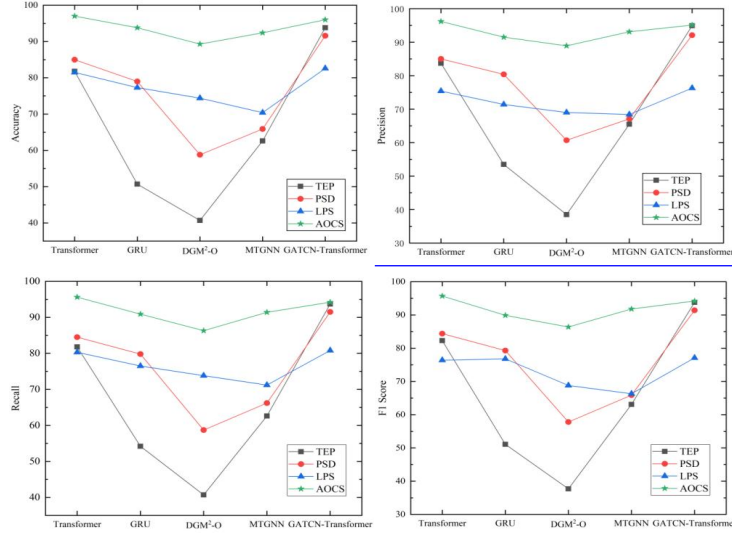 100
90
80
70
60
50
40
Accuracy
TEP
PSD
LPS
AOCS
Transformer GRU DGM²-O MTGNN GATCN-Transformer
100
90
80
70
60
50
40
30
Precision
TEP
PSD
LPS
AOCS
Transformer GRU DGM²-O MTGNN GATCN-Transformer
100
90
80
70
60
50
40
Recall
TEP
PSD
LPS
AOCS
Transformer GRU DGM²-O MTGNN GATCN-Transformer
100
90
80
70
60
50
40
30
F1 Score
TEP
PSD
LPS
AOCS
Transformer GRU DGM²-O MTGNN GATCN-Transformer